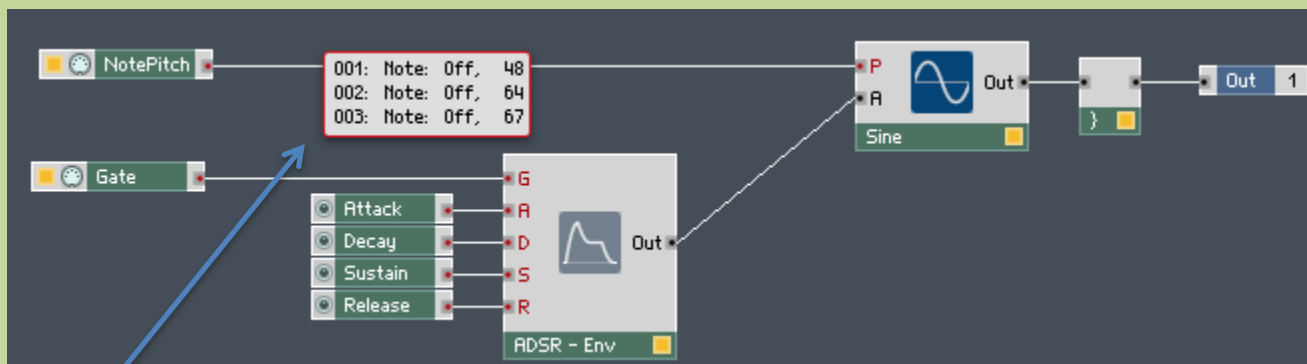 NotePitch
001: Note: Off, 48
002: Note: Off, 64
003: Note: Off, 67
P
A
Out
Sine
}
Out 1
Gate
G
Attack
A
Decay
D
Sustain
S
Release
R
Out
ADSR - Env